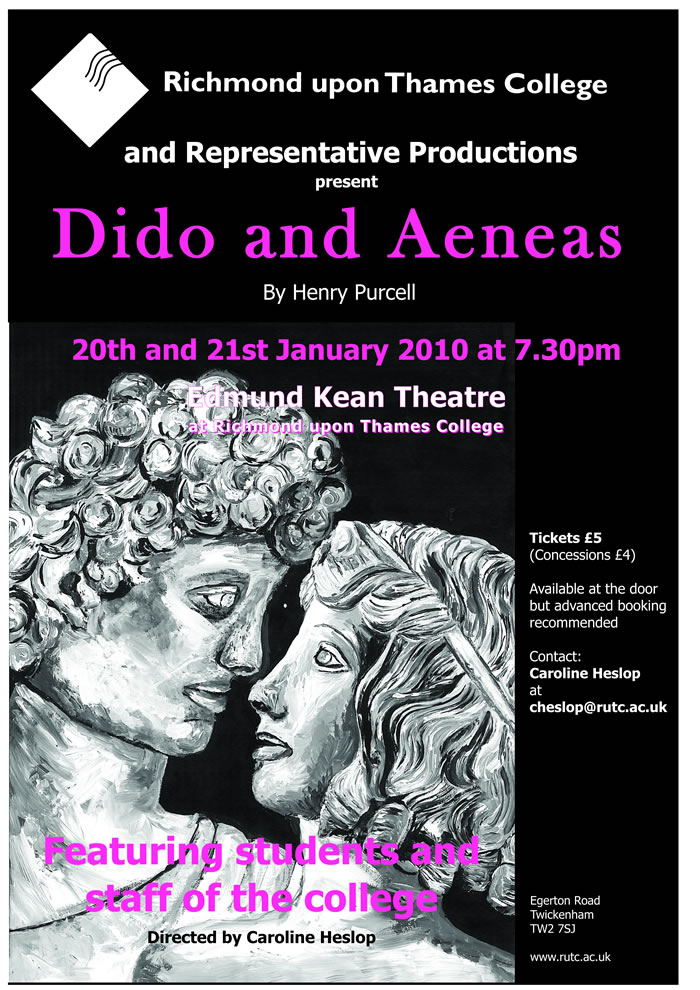 Richmond upon Thames College
and Representative Productions
present
Dido and Aeneas
By Henry Purcell
20th and 21st January 2010 at 7.30pm
Edmund Kean Theatre
at Richmond upon Thames College
Tickets £5
(Concessions £4)
Available at the door
but advanced booking
recommended
Contact:
Caroline Heslop
at
cheslop@rutc.ac.uk
Featuring students and
staff of the college
Directed by Caroline Heslop
Egerton Road
Twickenham
TW2 7SJ
www.rutc.ac.uk